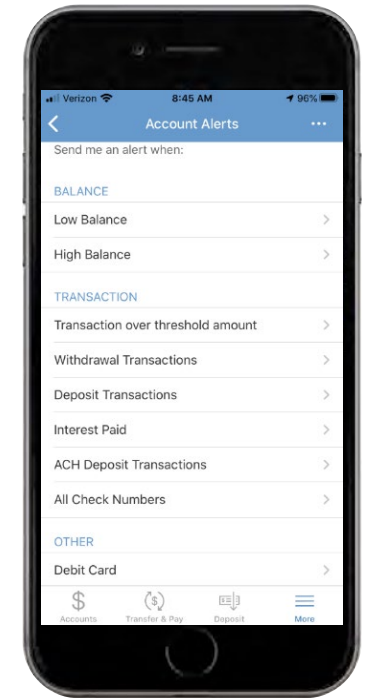 Verizon 8:45 AM 96%
Account Alerts
Send me an alert when:
BALANCE
Low Balance
High Balance
TRANSACTION
Transaction over threshold amount
Withdrawal Transactions
Deposit Transactions
Interest Paid
ACH Deposit Transactions
All Check Numbers
OTHER
Debit Card
Accounts Transfer & Pay Deposit More